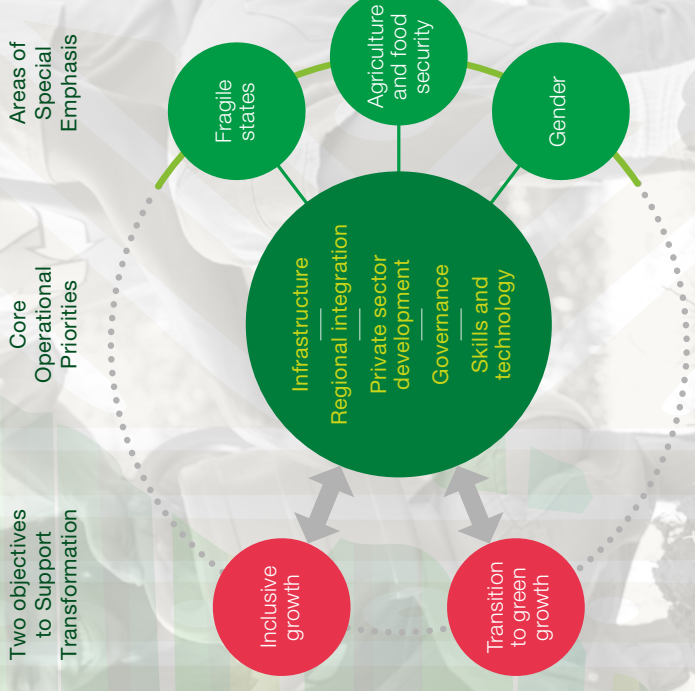 Two objectives
to Support
Transformation
Core
Operational
Priorities
Areas of
Special
Emphasis
Inclusive
growth
Transition
to green
growth
Infrastructure
Regional integration
Private sector
development
Governance
Skills and
technology
Fragile
states
Agriculture
and food
security
Gender